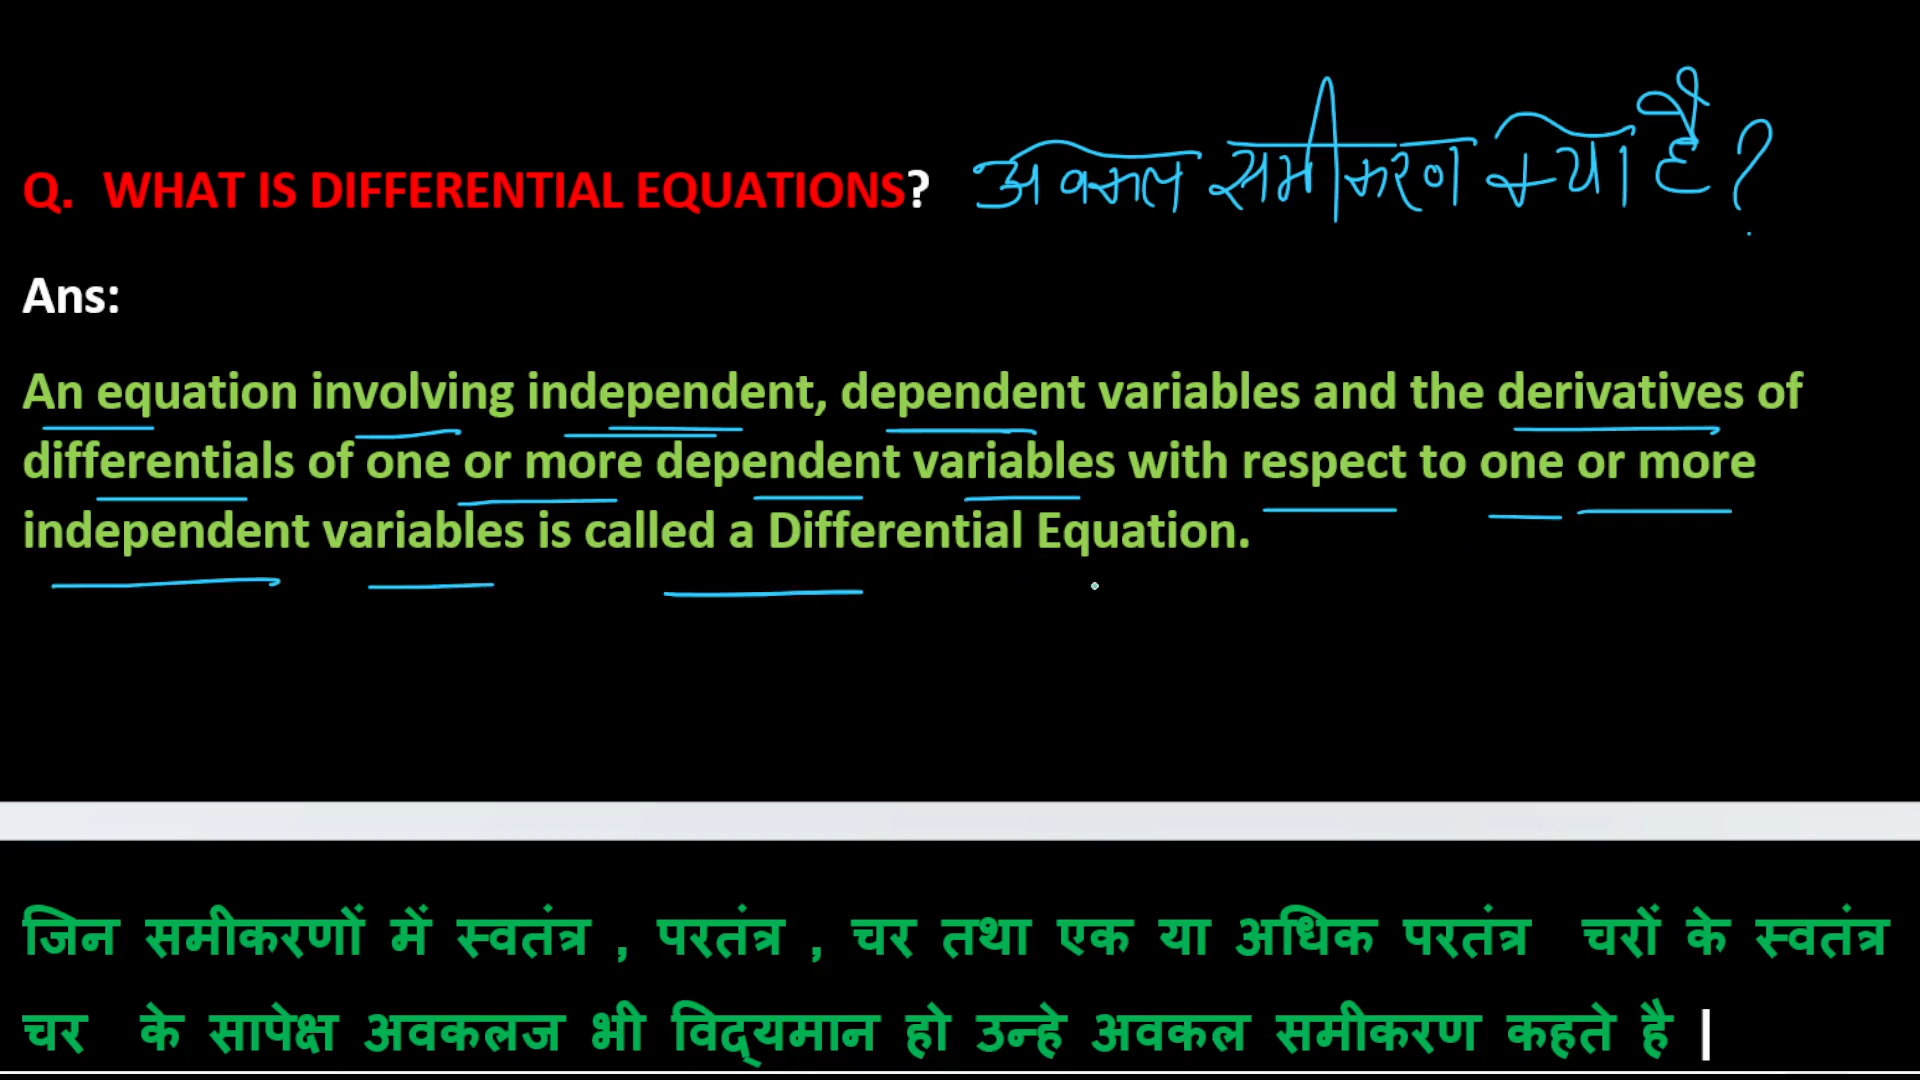 Q. WHAT IS DIFFERENTIAL EQUATIONS? अवकल समीकरण क्या है ?
Ans:
An equation involving independent, dependent variables and the derivatives of
differentials of one or more dependent variables with respect to one or more
independent variables is called a Differential Equation.
जिन समीकरणों में स्वतंत्र , परतंत्र , चर तथा एक या अधिक परतंत्र चरों के स्वतंत्र
चर के सापेक्ष अवकलज भी विद्यमान हो उन्हे अवकल समीकरण कहते है |